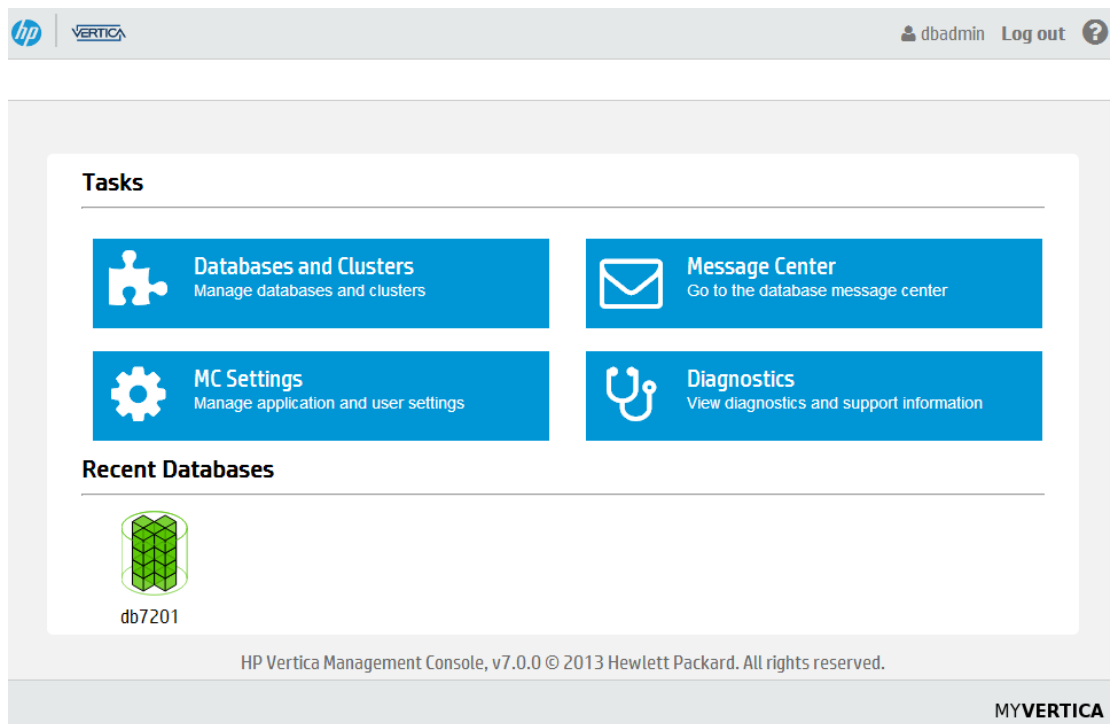 hp VERTICA dbadmin Log out ?
Tasks
Databases and Clusters
Manage databases and clusters
Message Center
Go to the database message center
MC Settings
Manage application and user settings
Diagnostics
View diagnostics and support information
Recent Databases
db7201
HP Vertica Management Console, v7.0.0 © 2013 Hewlett Packard. All rights reserved.
MYVERTICA